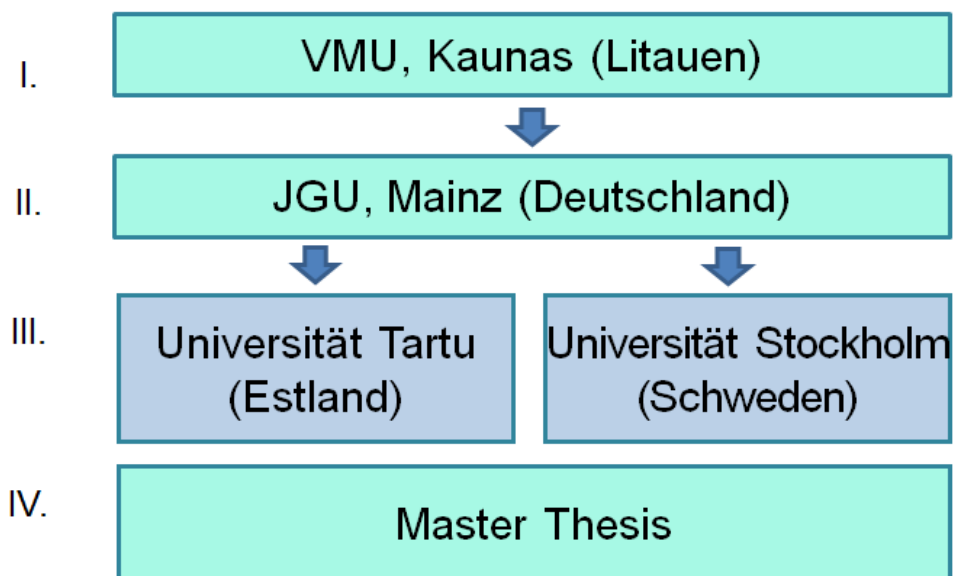 I.
VMU, Kaunas (Litauen)
II.
JGU, Mainz (Deutschland)
III.
Universität Tartu
(Estland)
Universität Stockholm
(Schweden)
IV.
Master Thesis